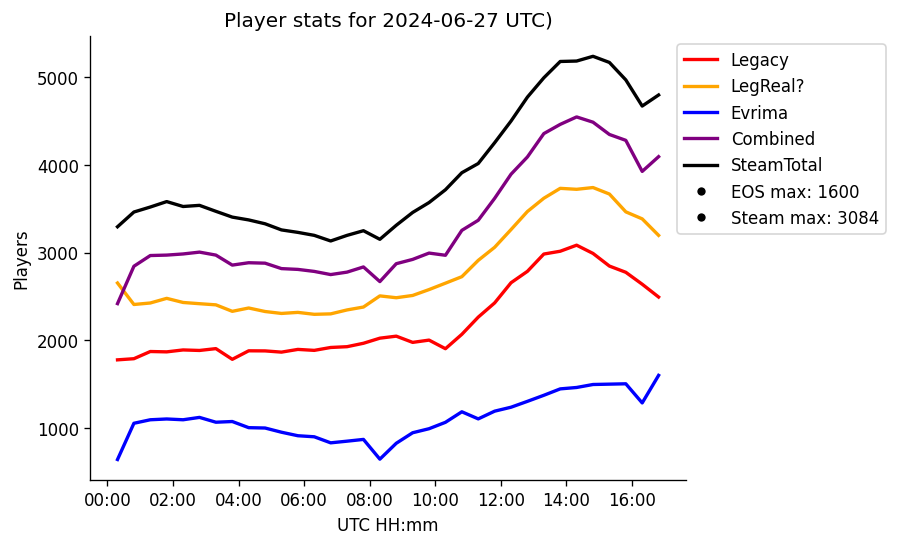 Player stats for 2024-06-27 UTC)
Legacy
LegReal?
Evrima
Combined
SteamTotal
EOS max: 1600
Steam max: 3084
Players
5000
4000
3000
2000
1000
00:00 02:00 04:00 06:00 08:00 10:00 12:00 14:00 16:00
UTC HH:mm